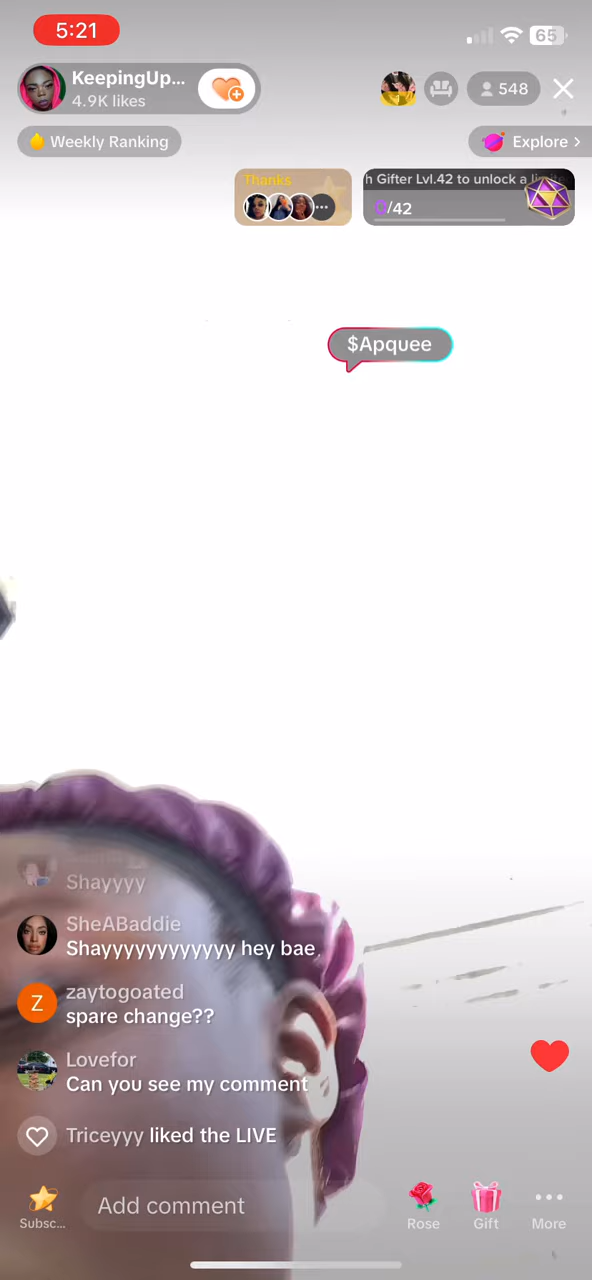 5:21
65
KeepingUp...
4.9K likes
548
Weekly Ranking
Explore >
Thanks
h Gifter Lvl.42 to unlock a
0/42
$Apquee
Shayyyy
SheABaddie
Shayyyyyyyyyyyy hey bae
Z
zaytogoated
spare change??
Lovefor
Can you see my comment
Triceyyy liked the LIVE
Add comment
Subsc...
Rose
Gift
More